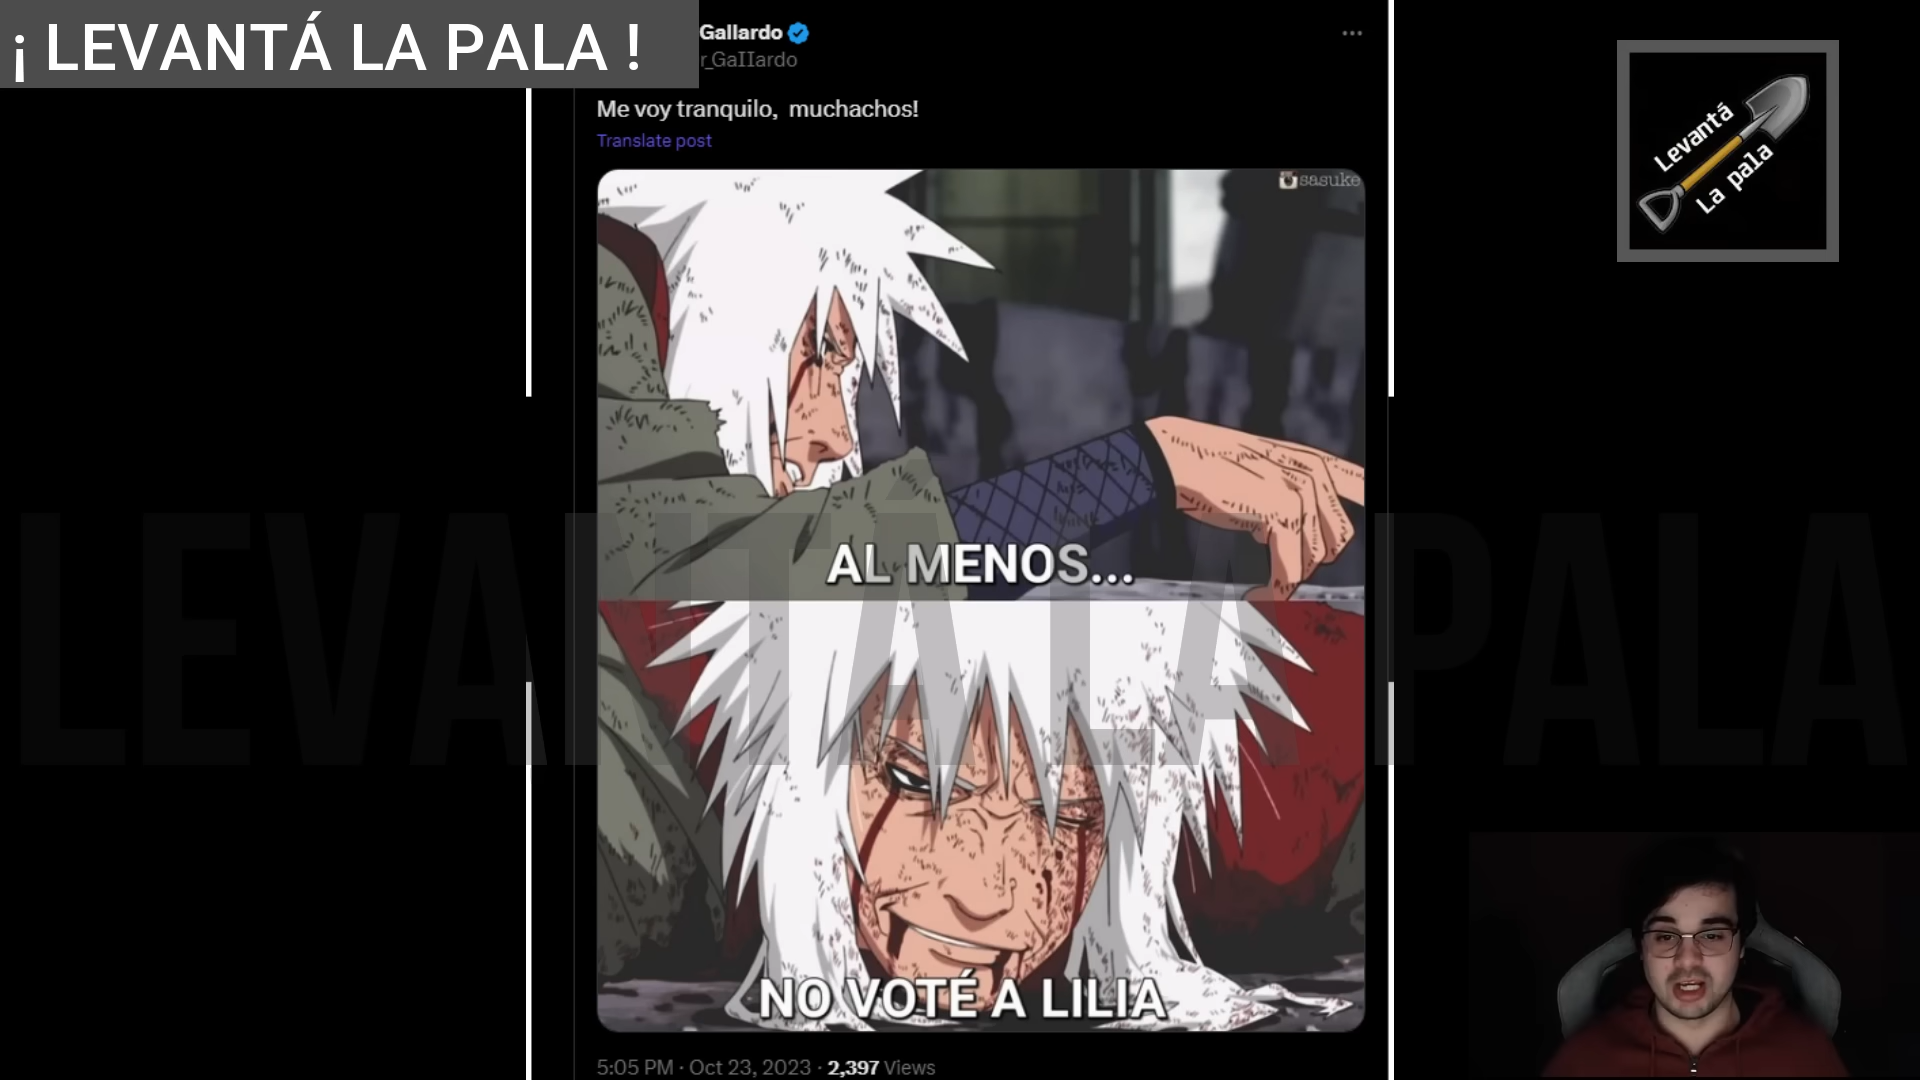 ¡ LEVANTÁ LA PALA !
Gallardo
r_GaIIardo
Me voy tranquilo, muchachos!
Translate post
sasuke
AL MENOS...
NO VOTÉ A LILIA
5:05 PM · Oct 23, 2023 · 2,397 Views
Levantá
La pala
LEVANTÁ LA PALA